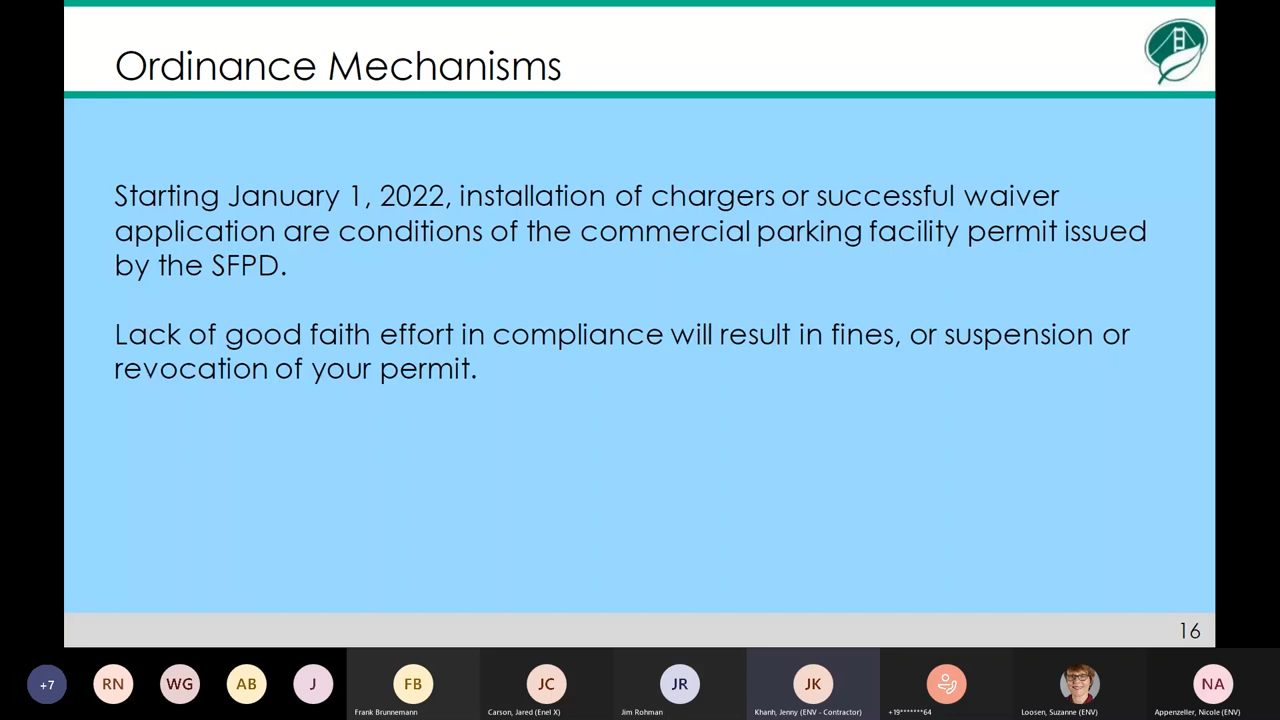 Ordinance Mechanisms
Starting January 1, 2022, installation of chargers or successful waiver
application are conditions of the commercial parking facility permit issued
by the SFPD.
Lack of good faith effort in compliance will result in fines, or suspension or
revocation of your permit.
16
+7
RN
WG
AB
J
FB
JC
JR
JK
NA
Frank Brunnemann
Carson, Jared (Enel X)
Jim Rohman
Khanh, Jenny (ENV - Contractor)
+19*******64
Loosen, Suzanne (ENV)
Appenzeller, Nicole (ENV)